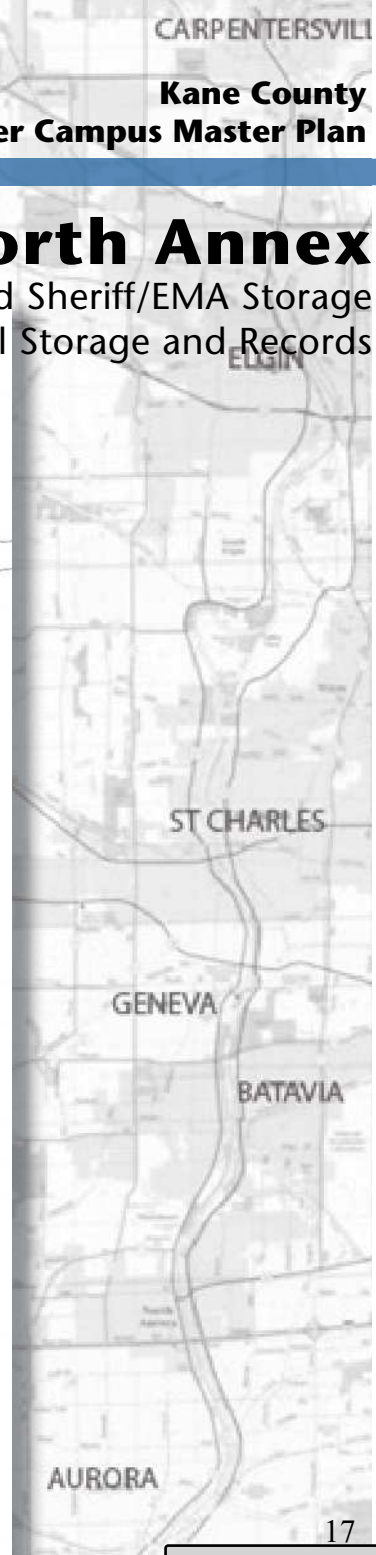 CARPENTERSVILL
Kane County
er Campus Master Plan
orth Annex
d Sheriff/EMA Storage
l Storage and Records
ELGIN
ST CHARLES
GENEVA
BATAVIA
AURORA
17